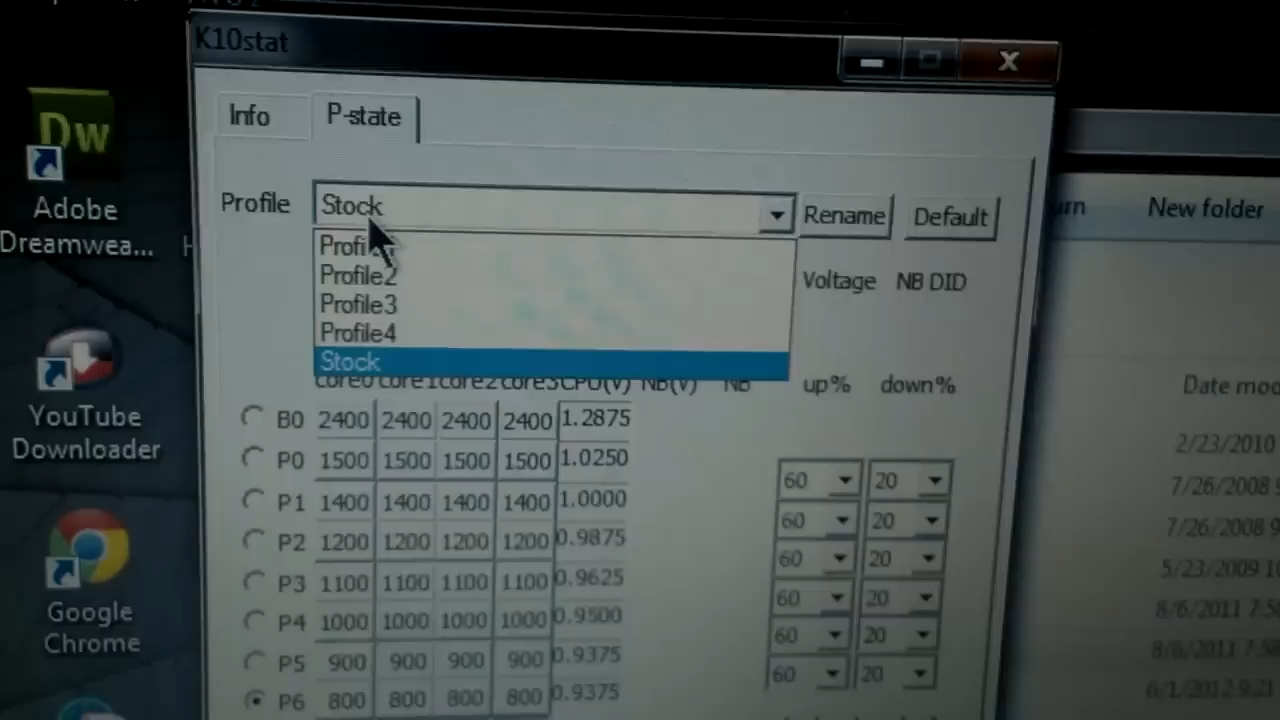 K10stat
Info P-state
Profile Stock Rename Default
Profile2
Profile3
Profile4
Stock
Voltage NB DID
core0 core1 core2 core3 CPU(V) NB(V) NB up% down%
B0 2400 2400 2400 2400 1.2875
P0 1500 1500 1500 1500 1.0250 60 20
P1 1400 1400 1400 1400 1.0000 60 20
P2 1200 1200 1200 1200 0.9875 60 20
P3 1100 1100 1100 1100 0.9625 60 20
P4 1000 1000 1000 1000 0.9500 60 20
P5 900 900 900 900 0.9375 60 20
P6 800 800 800 800 0.9375
Dw
Adobe
Dreamwea...
YouTube
Downloader
Google
Chrome
New folder
Date mo
2/23/2010
7/26/2008
7/26/2008
5/23/2009
8/6/2011
8/6/2011
6/1/2012